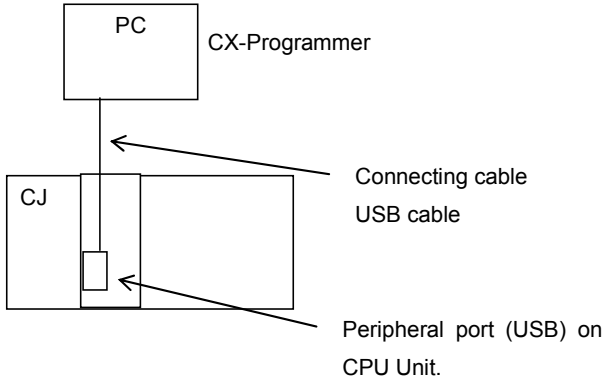 PC
CX-Programmer
Connecting cable
USB cable
CJ
Peripheral port (USB) on
CPU Unit.